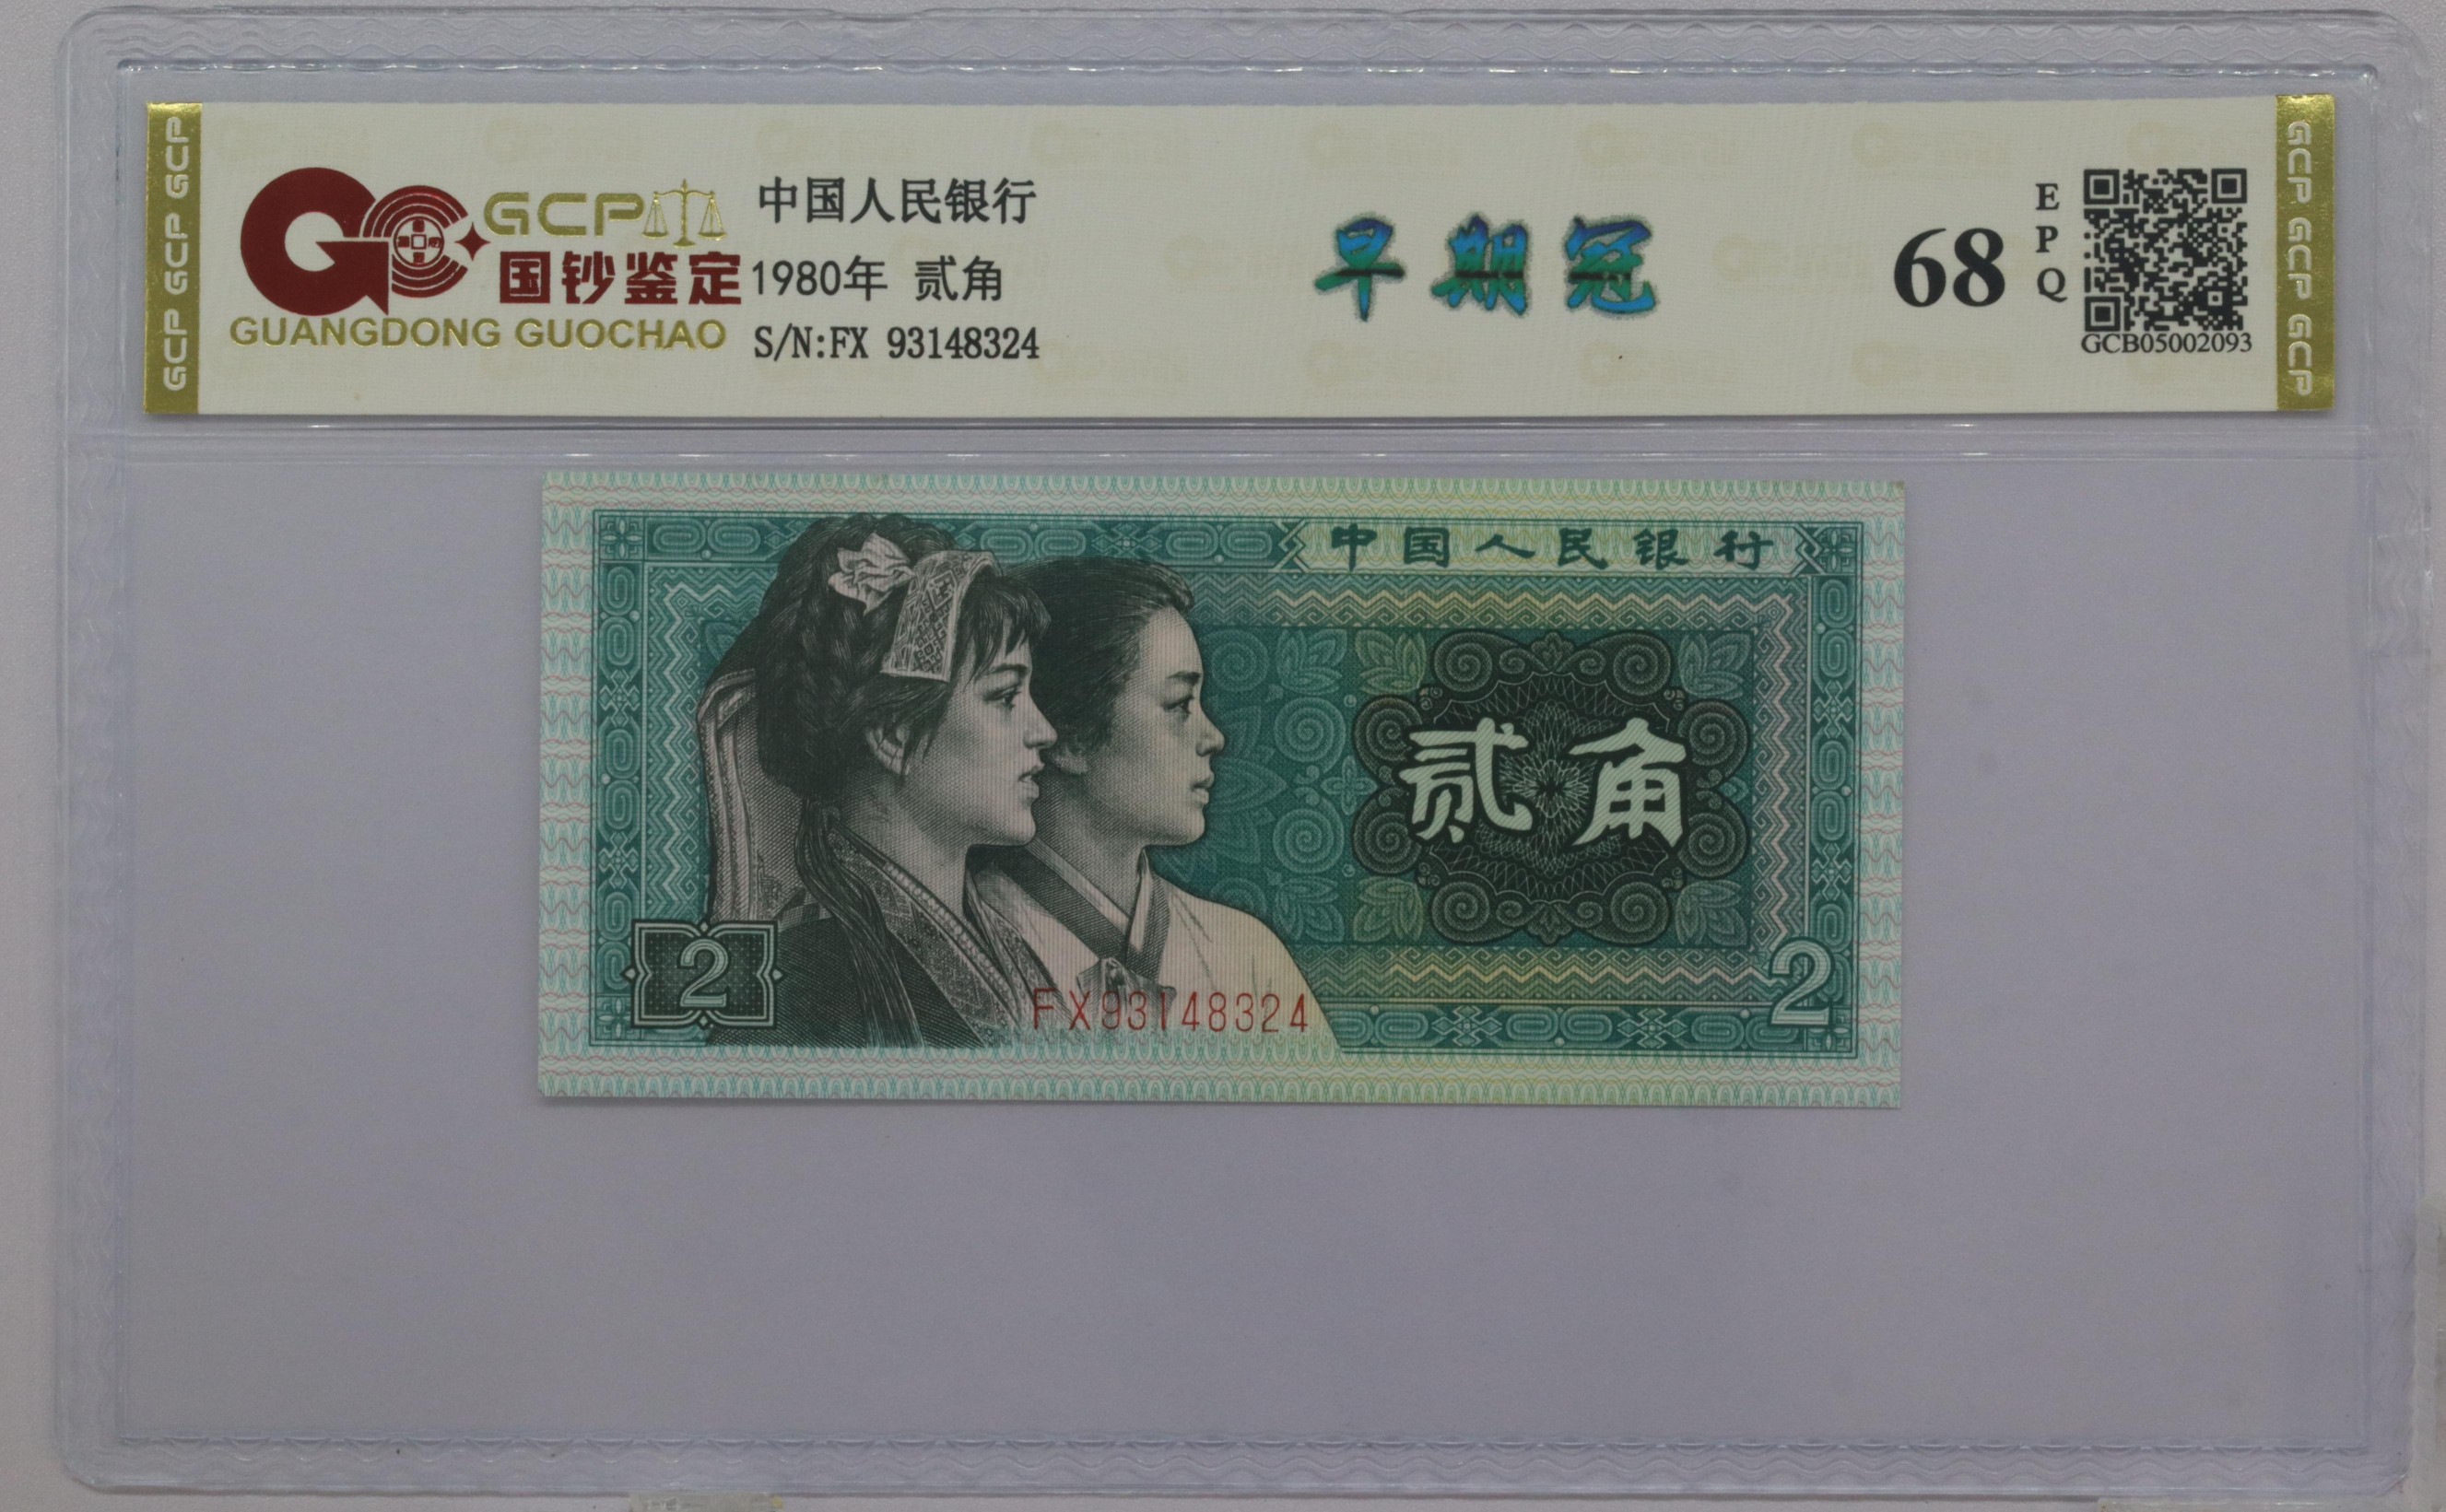 GCP GCP GCP
GCP
国钞鉴定
GUANGDONG GUOCHAO
中国人民银行
1980年 贰角
S/N:FX 93148324
早期冠
68
EPQ
GCB05002093
GCP GCP GCP
中国人民银行
贰角
2
2
FX93148324